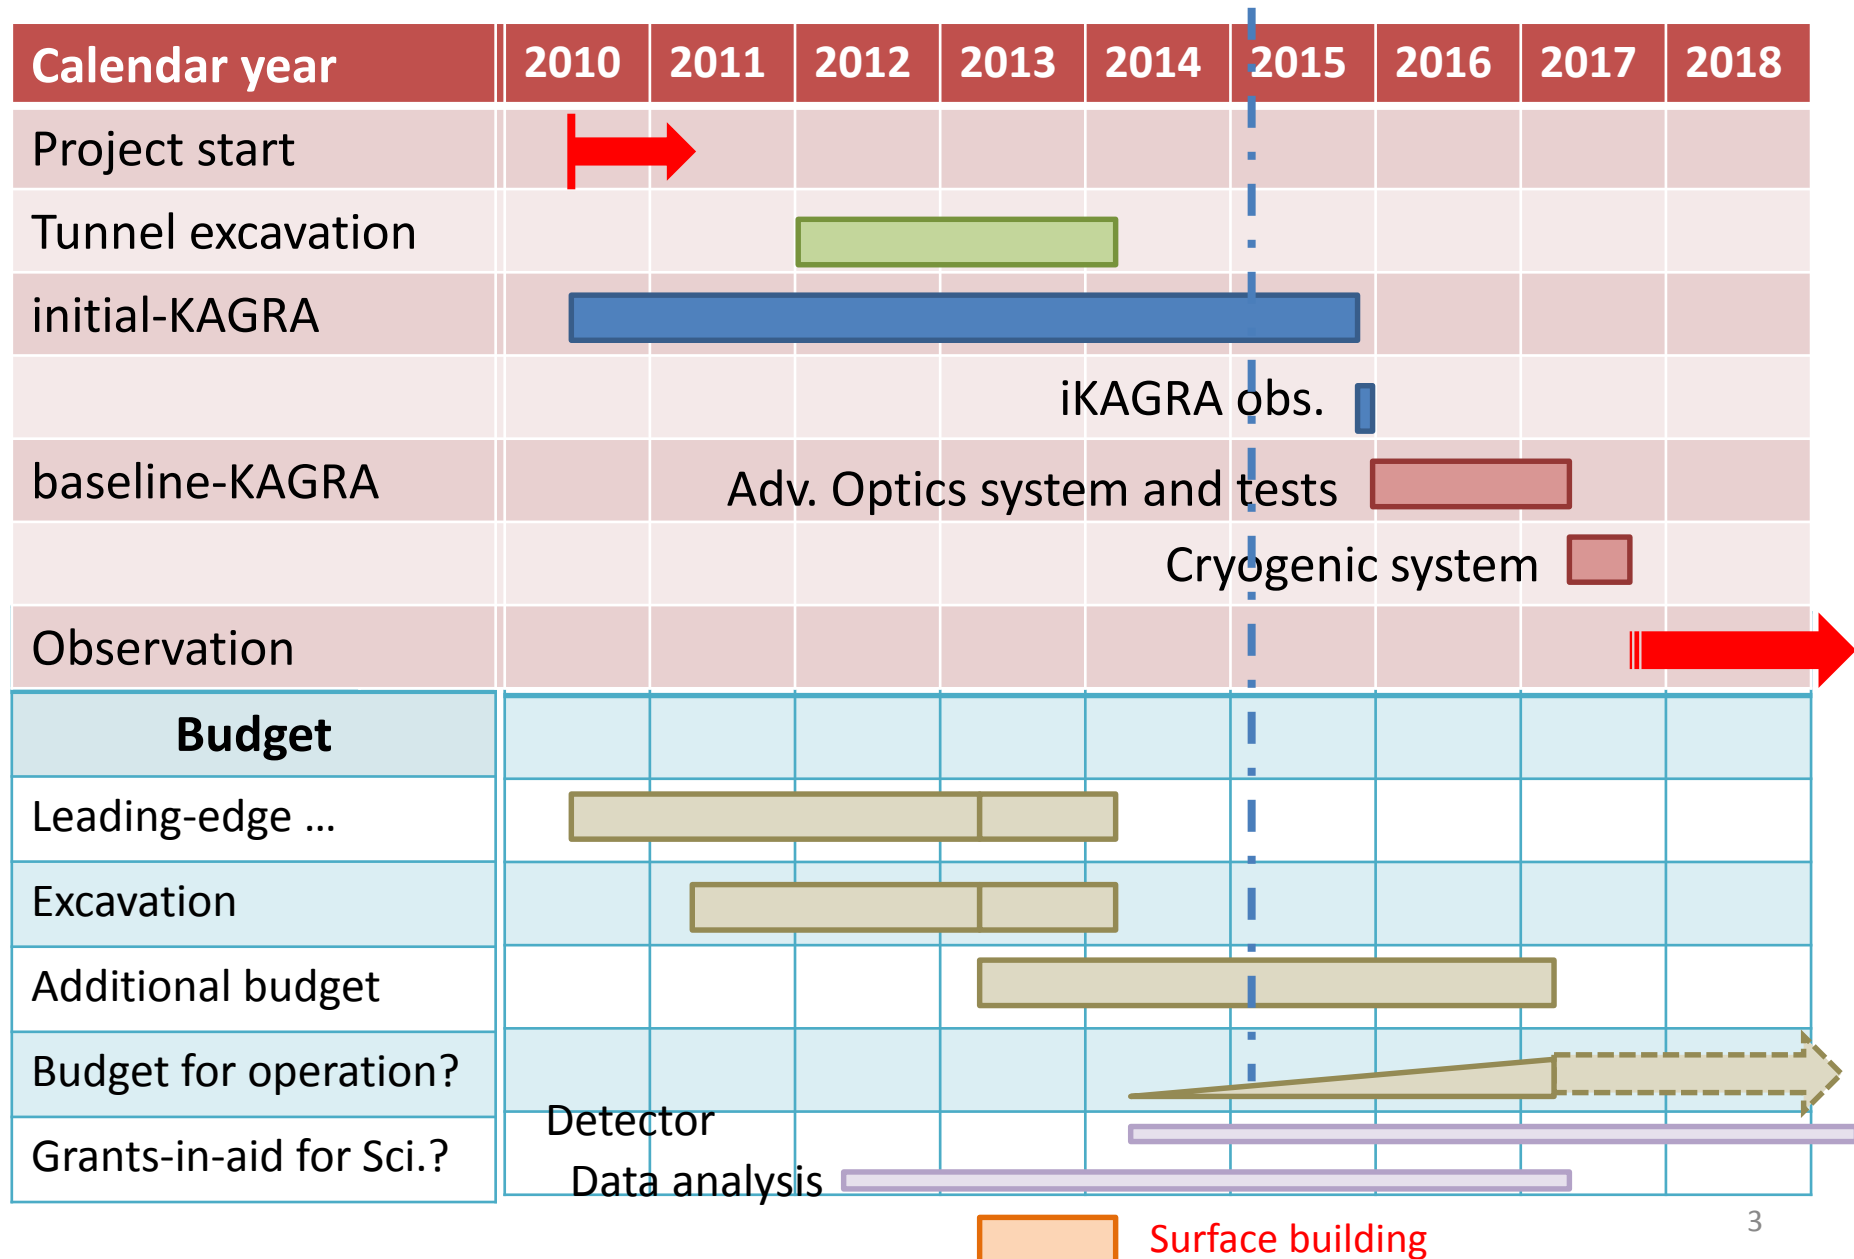 Calendar year 2010 2011 2012 2013 2014 2015 2016 2017 2018
Project start
Tunnel excavation
initial-KAGRA
iKAGRA obs.
baseline-KAGRA Adv. Optics system and tests
Cryogenic system
Observation
Budget
Leading-edge ...
Excavation
Additional budget
Budget for operation?
Detector
Grants-in-aid for Sci.?
Data analysis
Surface building
3